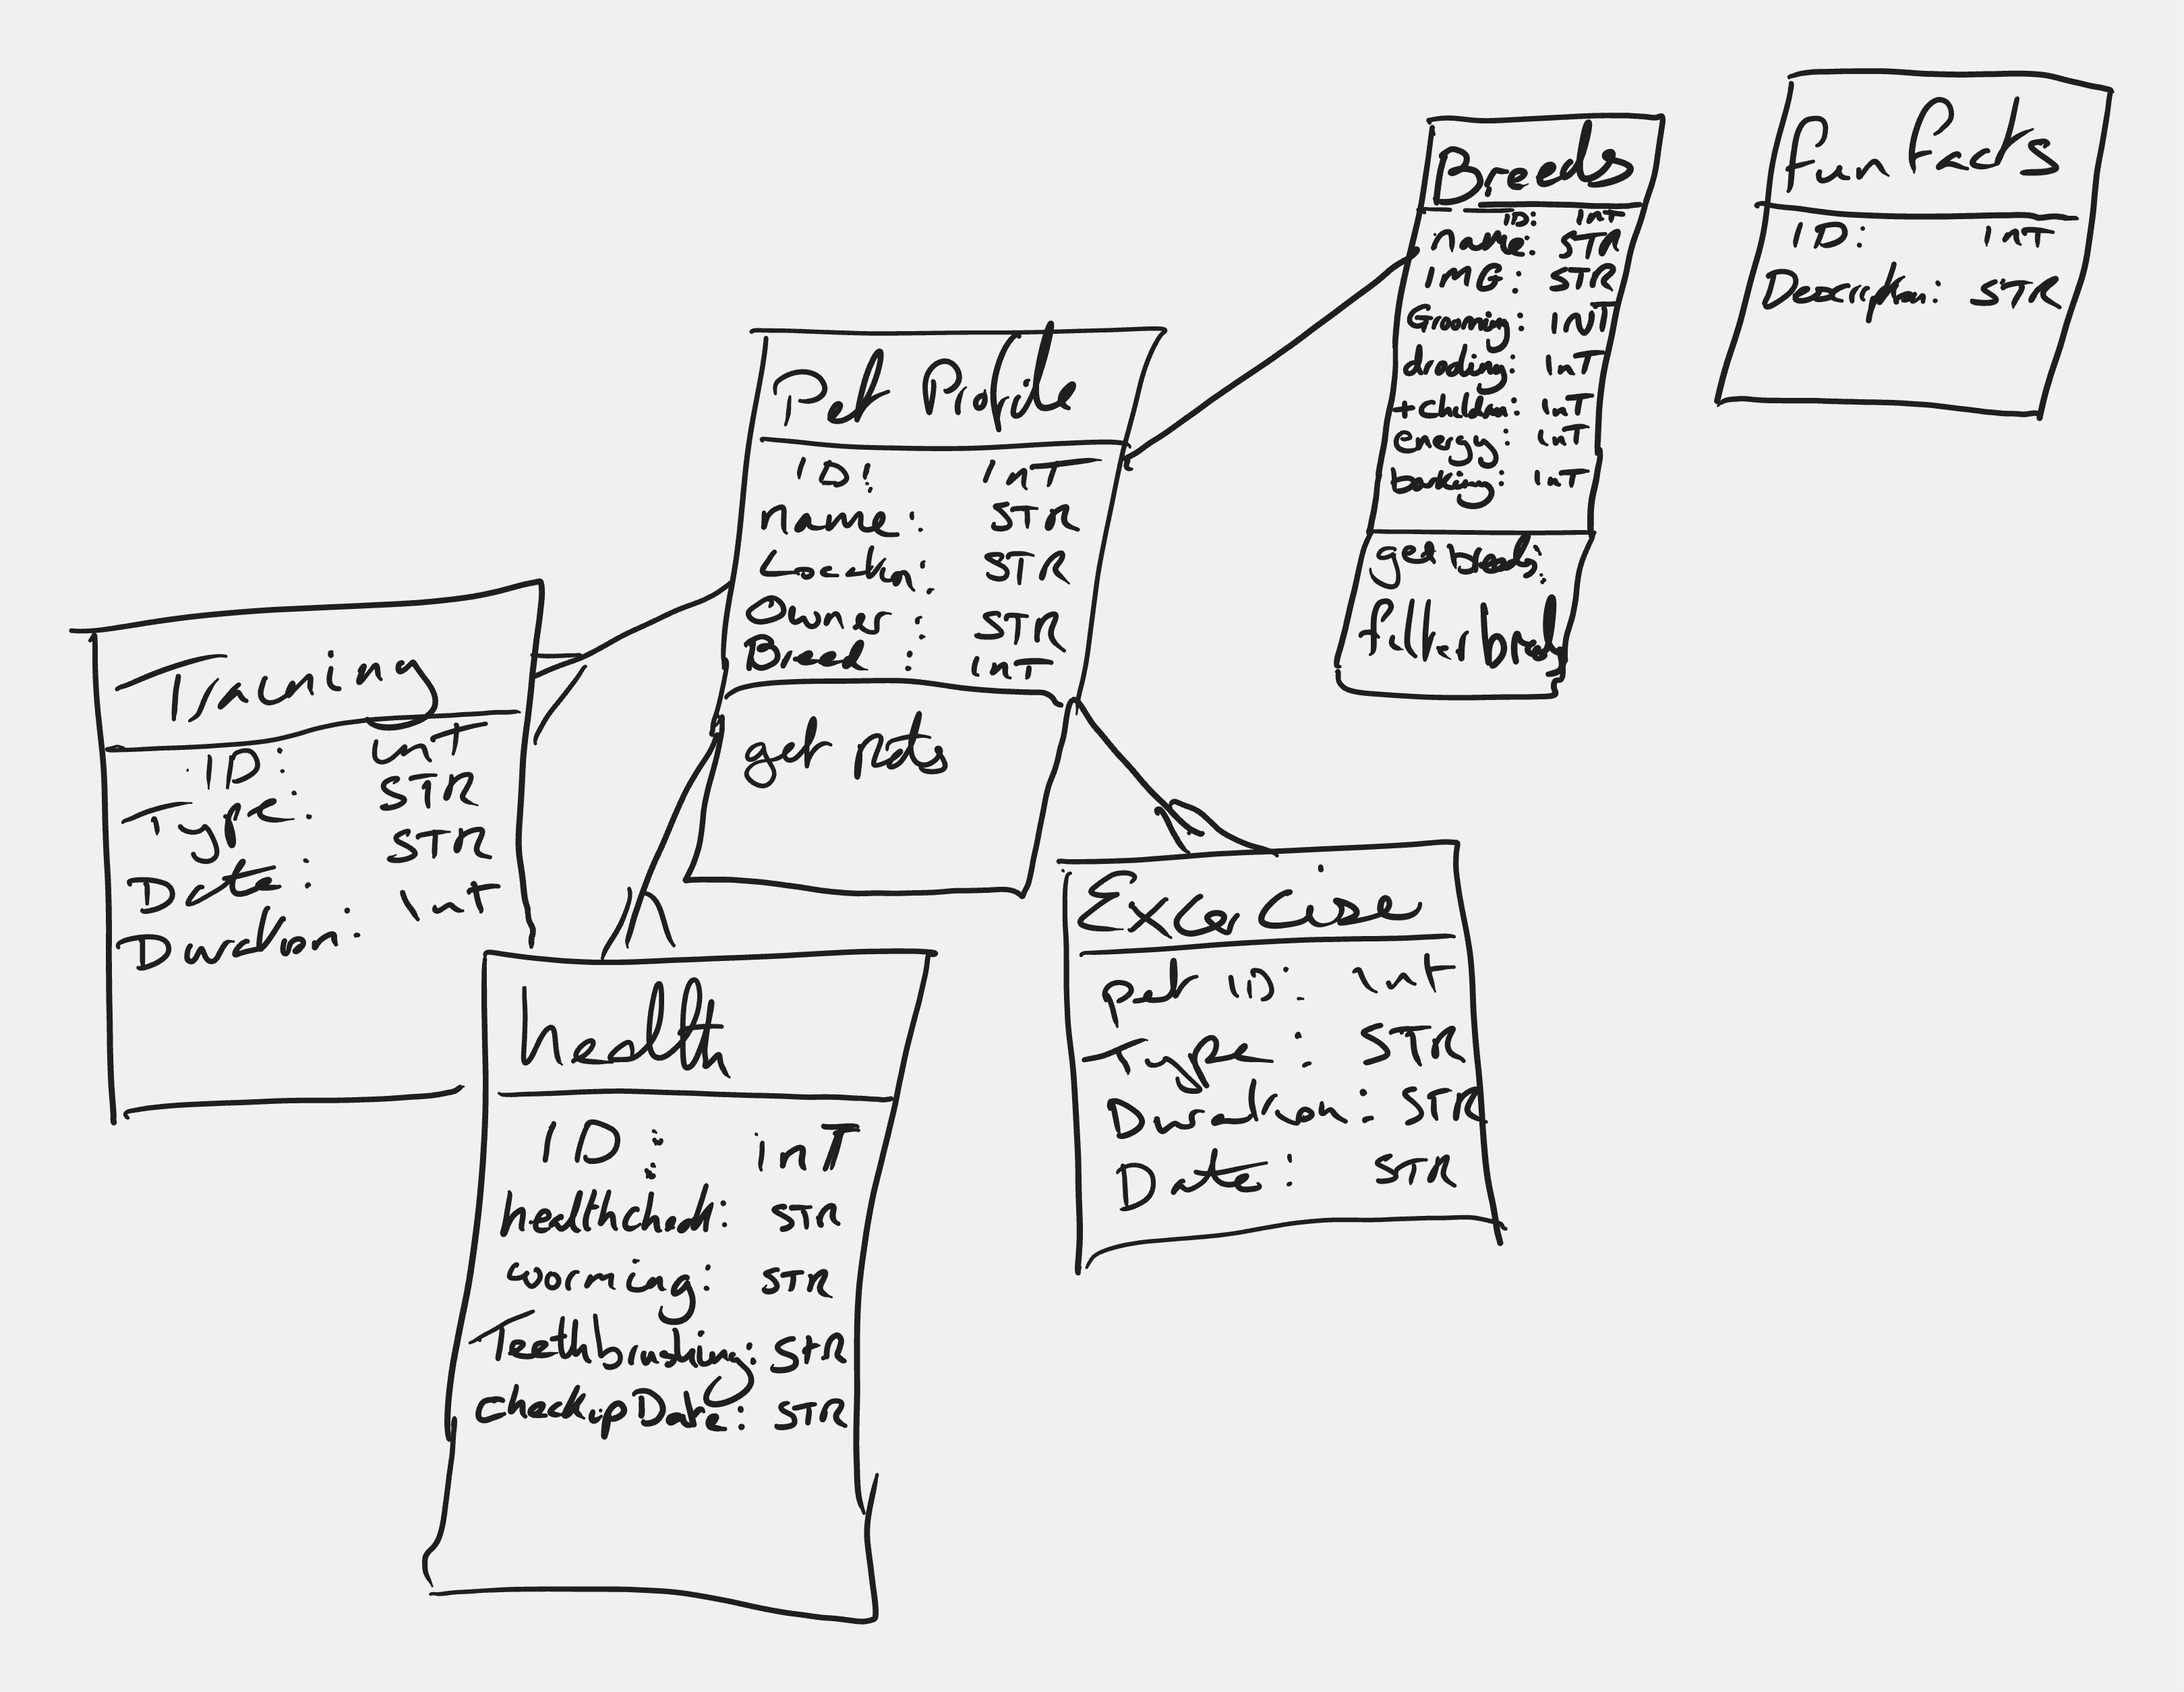 Pet Profile
ID: InT
Name: STR
Location: STR
Owner: STR
Breed: inT
get pets
Breeds
ID: InT
name: STR
IMG: STR
Grooming: INT
InT
+children: InT
energy: InT
barking: InT
get breeds:
filter breed
Fun facts
ID: InT
Description: STR
Training
ID: InT
Type: STR
Date: STR
Duration: InT
health
ID: inT
healthcheck: STR
worming: STR
Teethbrushing: STR
checkupDate: STR
Exercise
pet ID: Int
Type: STR
Duration: STR
Date: STR